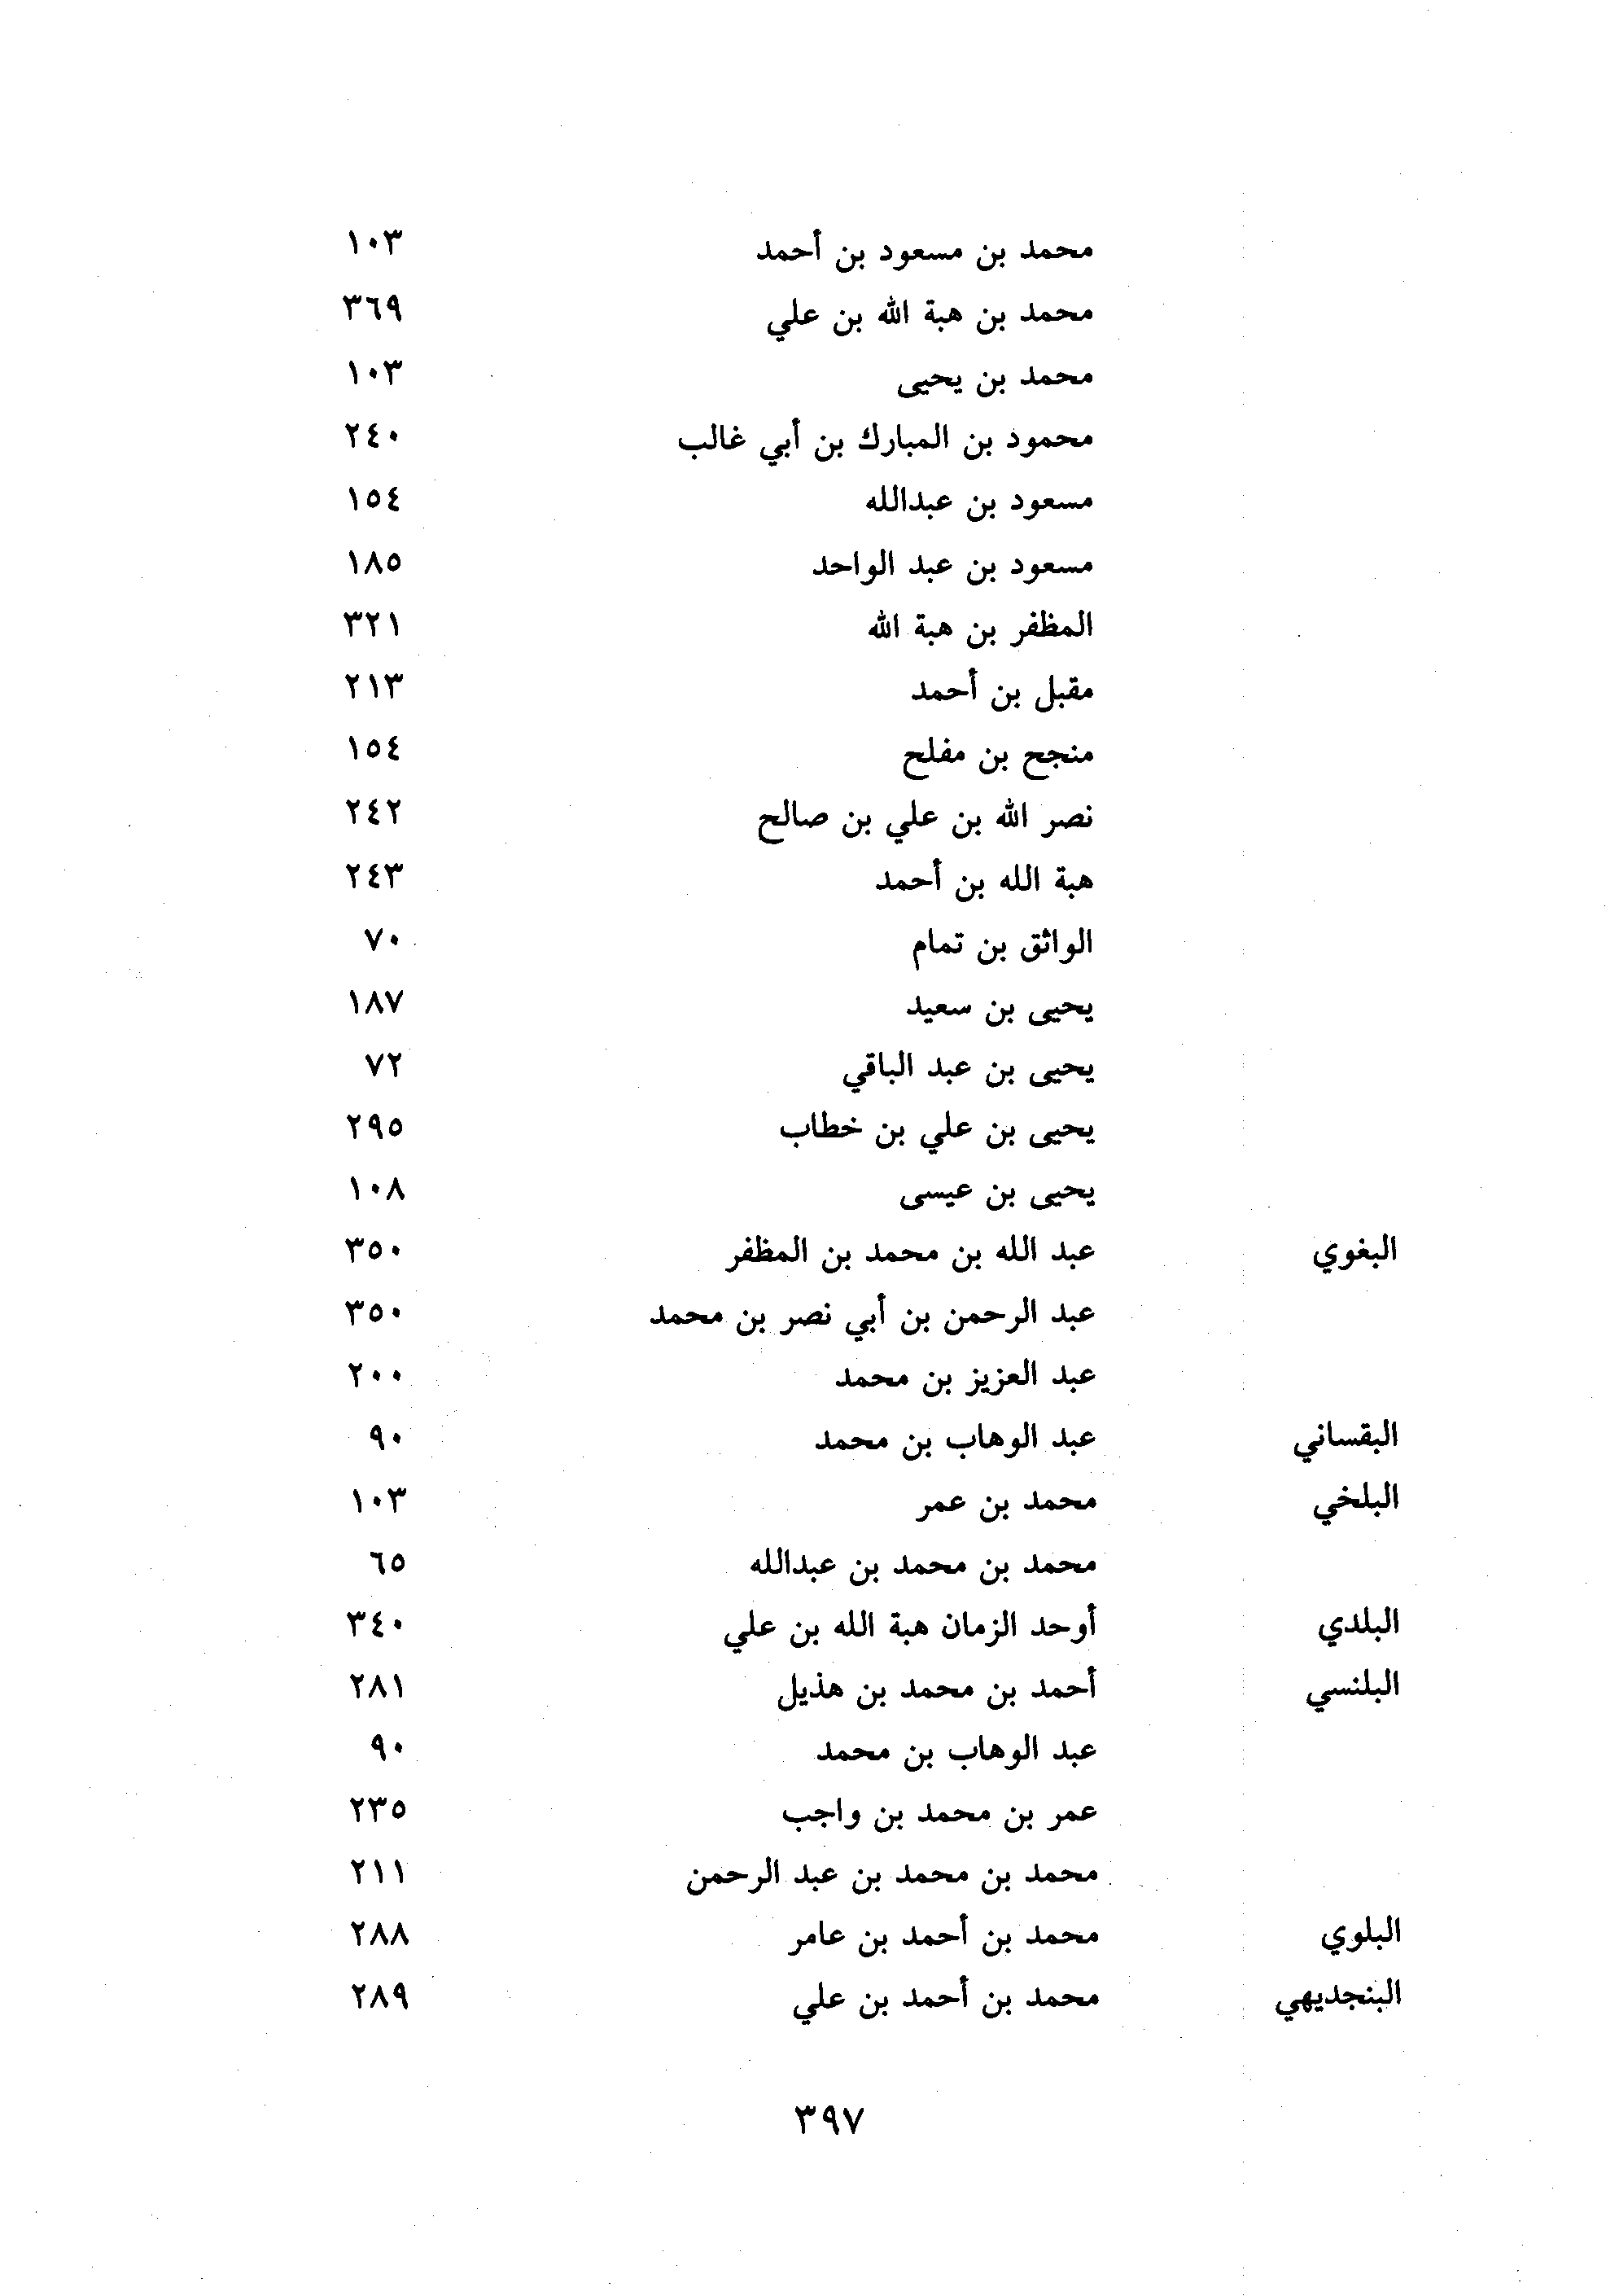 محمد بن مسعود بن أحمد ١٠٣
محمد بن هبة الله بن علي ٣٦٩
محمد بن يحيى ١٠٣
محمود بن المبارك بن أبي غالب ٢٤٠
مسعود بن عبدالله ١٥٤
مسعود بن عبد الواحد ١٨٥
المظفر بن هبة الله ٣٢١
مقبل بن أحمد ٢١٣
منجح بن مفلح ١٥٤
نصر الله بن علي بن صالح ٢٤٢
هبة الله بن أحمد ٢٤٣
الواثق بن تمام ٧٠
يحيى بن سعيد ١٨٧
يحيى بن عبد الباقي ٧٢
يحيى بن علي بن خطاب ٢٩٥
يحيى بن عيسى ١٠٨
البغوي عبد الله بن محمد بن المظفر ٣٥٠
عبد الرحمن بن أبي نصر بن محمد ٣٥٠
عبد العزيز بن محمد ٢٠٠
البقساني عبد الوهاب بن محمد ٩٠
البلخي محمد بن عمر ١٠٣
محمد بن محمد بن عبدالله ٦٥
البلدي أوحد الزمان هبة الله بن علي ٣٤٠
البلنسي أحمد بن محمد بن هذيل ٢٨١
عبد الوهاب بن محمد ٩٠
عمر بن محمد بن واجب ٢٣٥
محمد بن محمد بن عبد الرحمن ٢١١
البلوي محمد بن أحمد بن عامر ٢٨٨
البنجديهي محمد بن أحمد بن علي ٢٨٩
٣٩٧